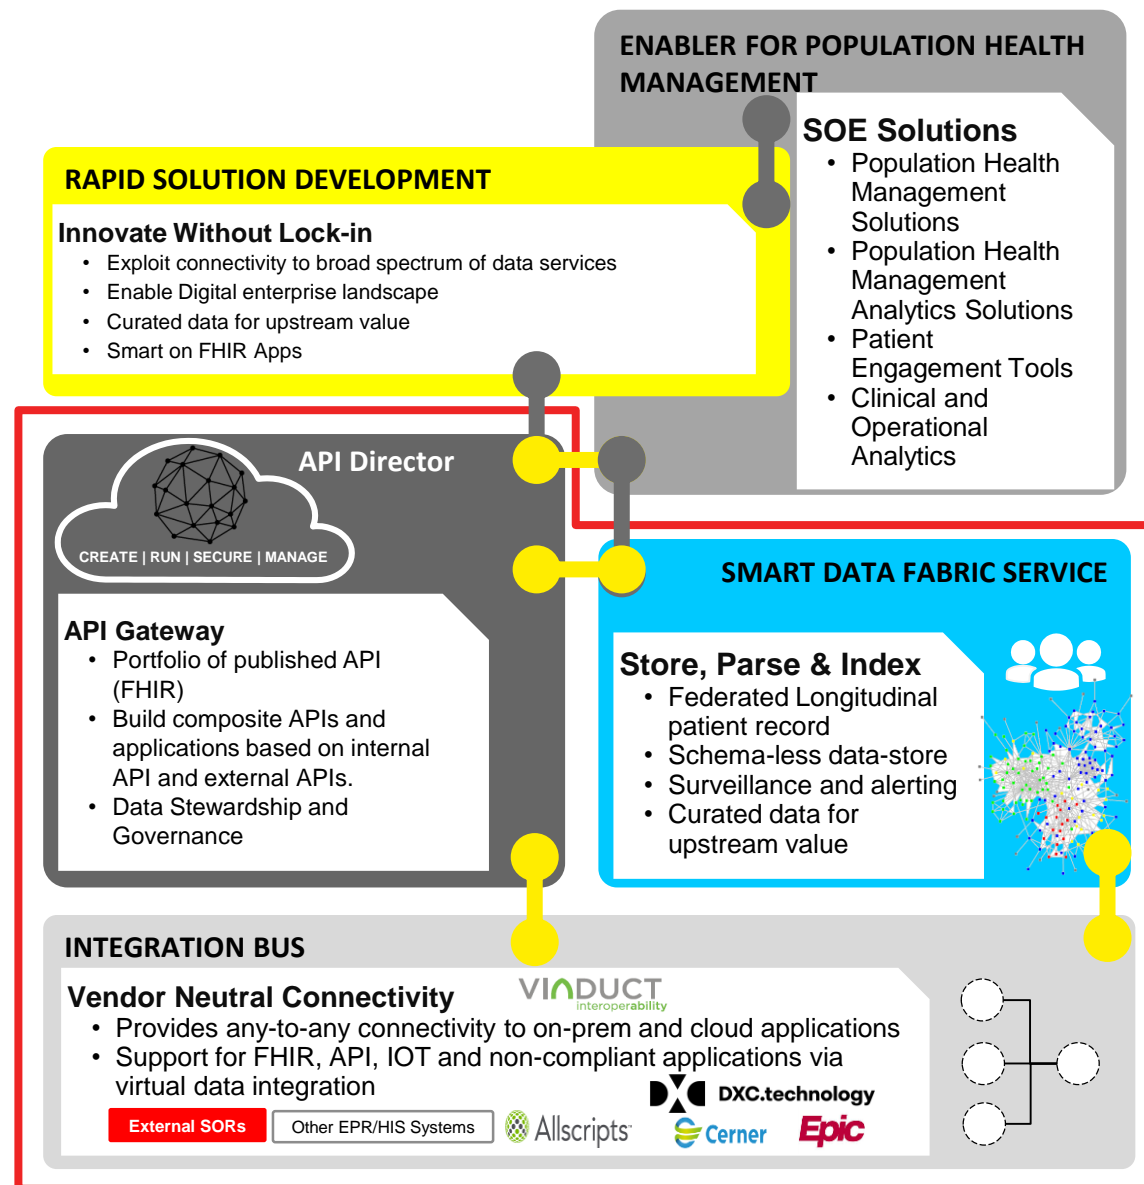 ENABLER FOR POPULATION HEALTH
MANAGEMENT
SOE Solutions
• Population Health
Management
Solutions
• Population Health
Management
Analytics Solutions
• Patient
Engagement Tools
• Clinical and
Operational
Analytics
RAPID SOLUTION DEVELOPMENT
Innovate Without Lock-in
• Exploit connectivity to broad spectrum of data services
• Enable Digital enterprise landscape
• Curated data for upstream value
• Smart on FHIR Apps
API Director
CREATE | RUN | SECURE | MANAGE
API Gateway
• Portfolio of published API
(FHIR)
• Build composite APIs and
applications based on internal
API and external APIs.
• Data Stewardship and
Governance
SMART DATA FABRIC SERVICE
Store, Parse & Index
• Federated Longitudinal
patient record
• Schema-less data-store
• Surveillance and alerting
• Curated data for
upstream value
INTEGRATION BUS
Vendor Neutral Connectivity
VIADUCT
interoperability
• Provides any-to-any connectivity to on-prem and cloud applications
• Support for FHIR, API, IOT and non-compliant applications via
virtual data integration
DXC.technology
External SORs
Other EPR/HIS Systems
Allscripts
Cerner
Epic